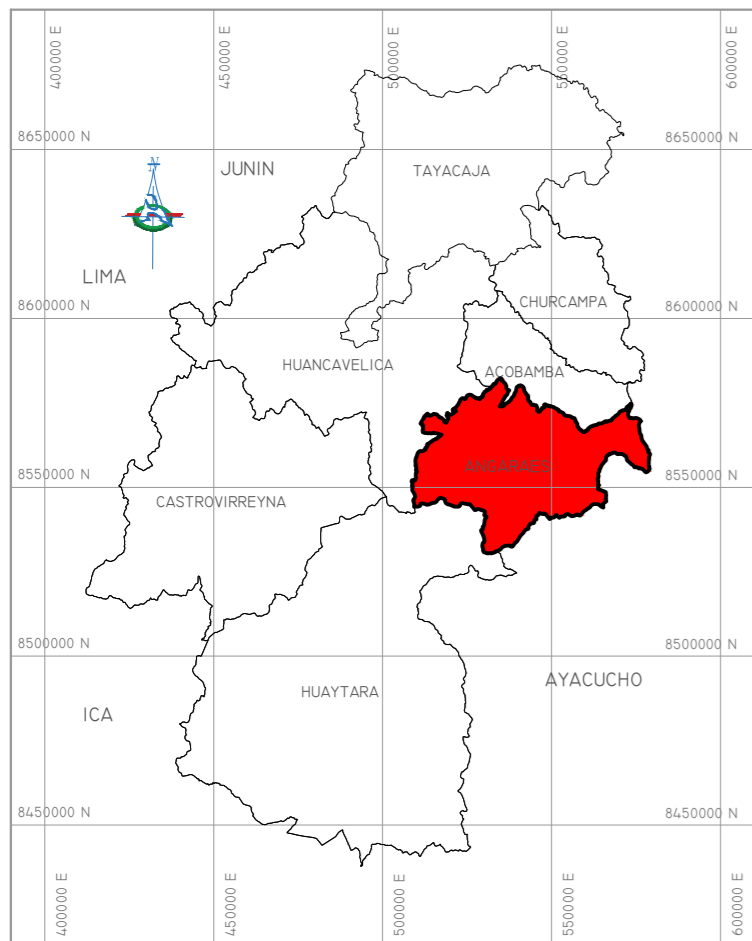 400000 E
450000 E
500000 E
550000 E
600000 E
8650000 N
8650000 N
N
JUNIN
TAYACAJA
LIMA
8600000 N
CHURCAMPA
8600000 N
HUANCAVELICA
ACOBAMBA
ANGARAES
8550000 N
8550000 N
CASTROVIRREYNA
8500000 N
8500000 N
AYACUCHO
HUAYTARA
ICA
8450000 N
8450000 N
400000 E
450000 E
500000 E
550000 E
600000 E